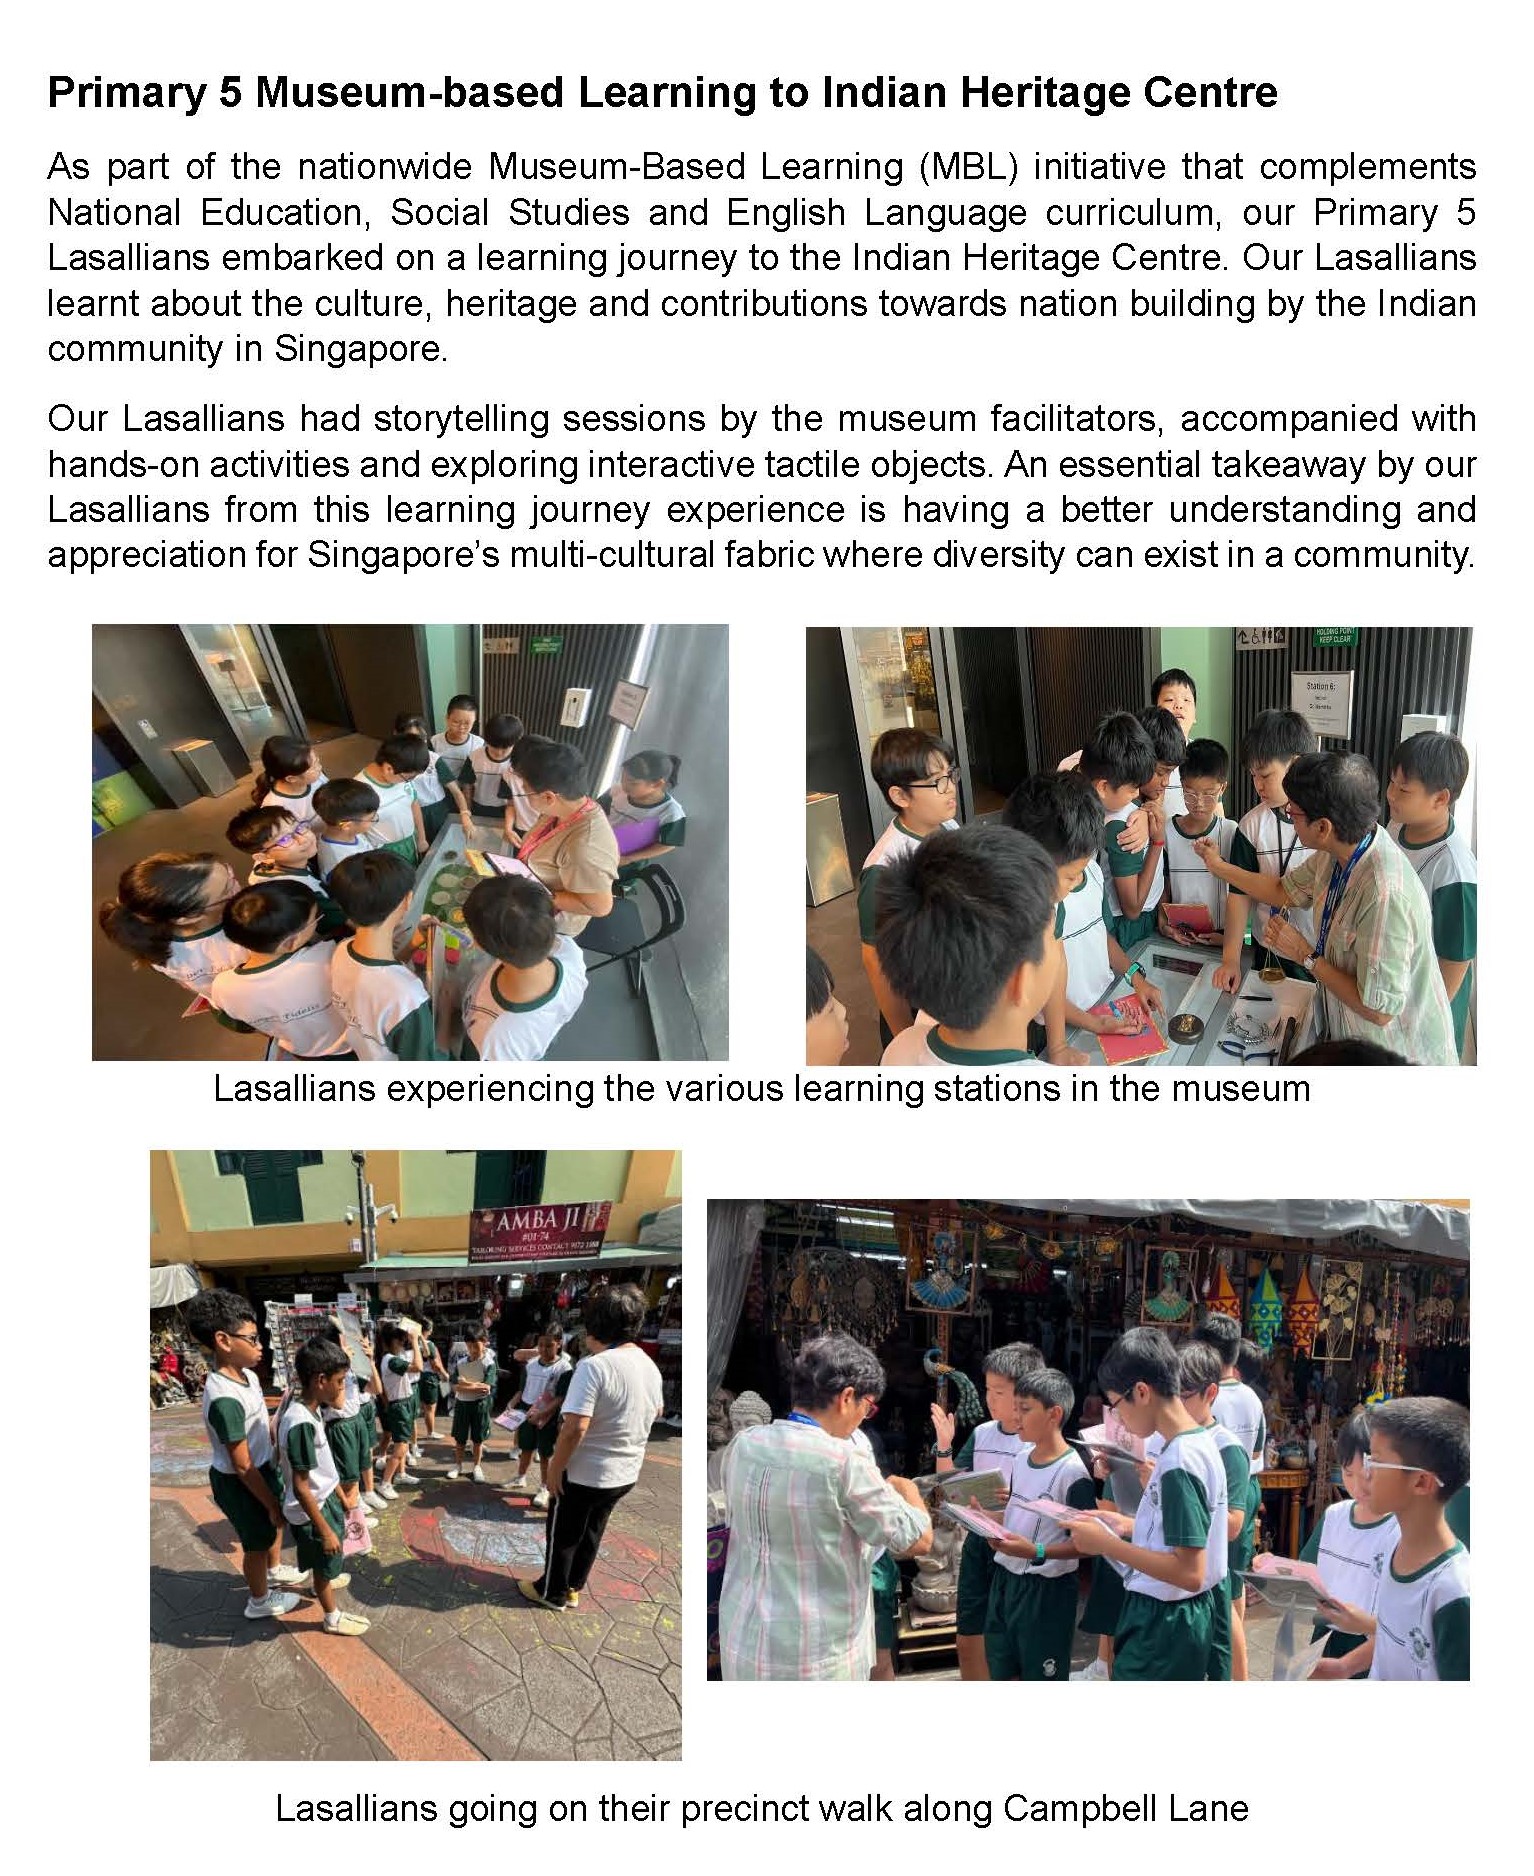 Primary 5 Museum-based Learning to Indian Heritage Centre
As part of the nationwide Museum-Based Learning (MBL) initiative that complements
National Education, Social Studies and English Language curriculum, our Primary 5
Lasallians embarked on a learning journey to the Indian Heritage Centre. Our Lasallians
learnt about the culture, heritage and contributions towards nation building by the Indian
community in Singapore.
Our Lasallians had storytelling sessions by the museum facilitators, accompanied with
hands-on activities and exploring interactive tactile objects. An essential takeaway by our
Lasallians from this learning journey experience is having a better understanding and
appreciation for Singapore's multi-cultural fabric where diversity can exist in a community.
HOLDING POINT
KEEP CLEAR
Station 6:
Lasallians experiencing the various learning stations in the museum
AMBA JI
#01-74
TAILORING SERVICES CONTACT
Lasallians going on their precinct walk along Campbell Lane